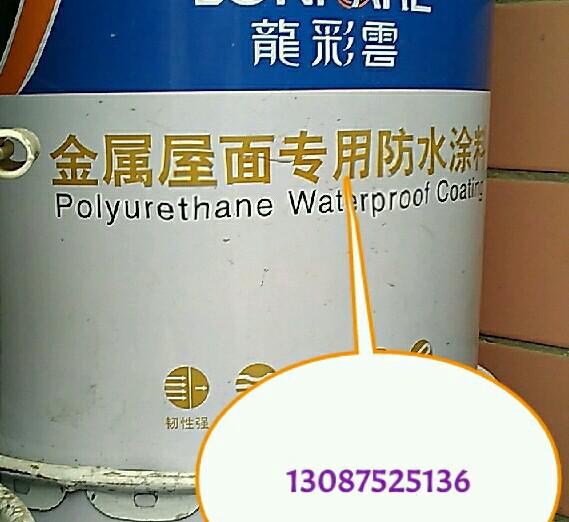 龍彩雲
金属屋面专用防水涂料
Polyurethane Waterproof Coating
韧性强
13087525136